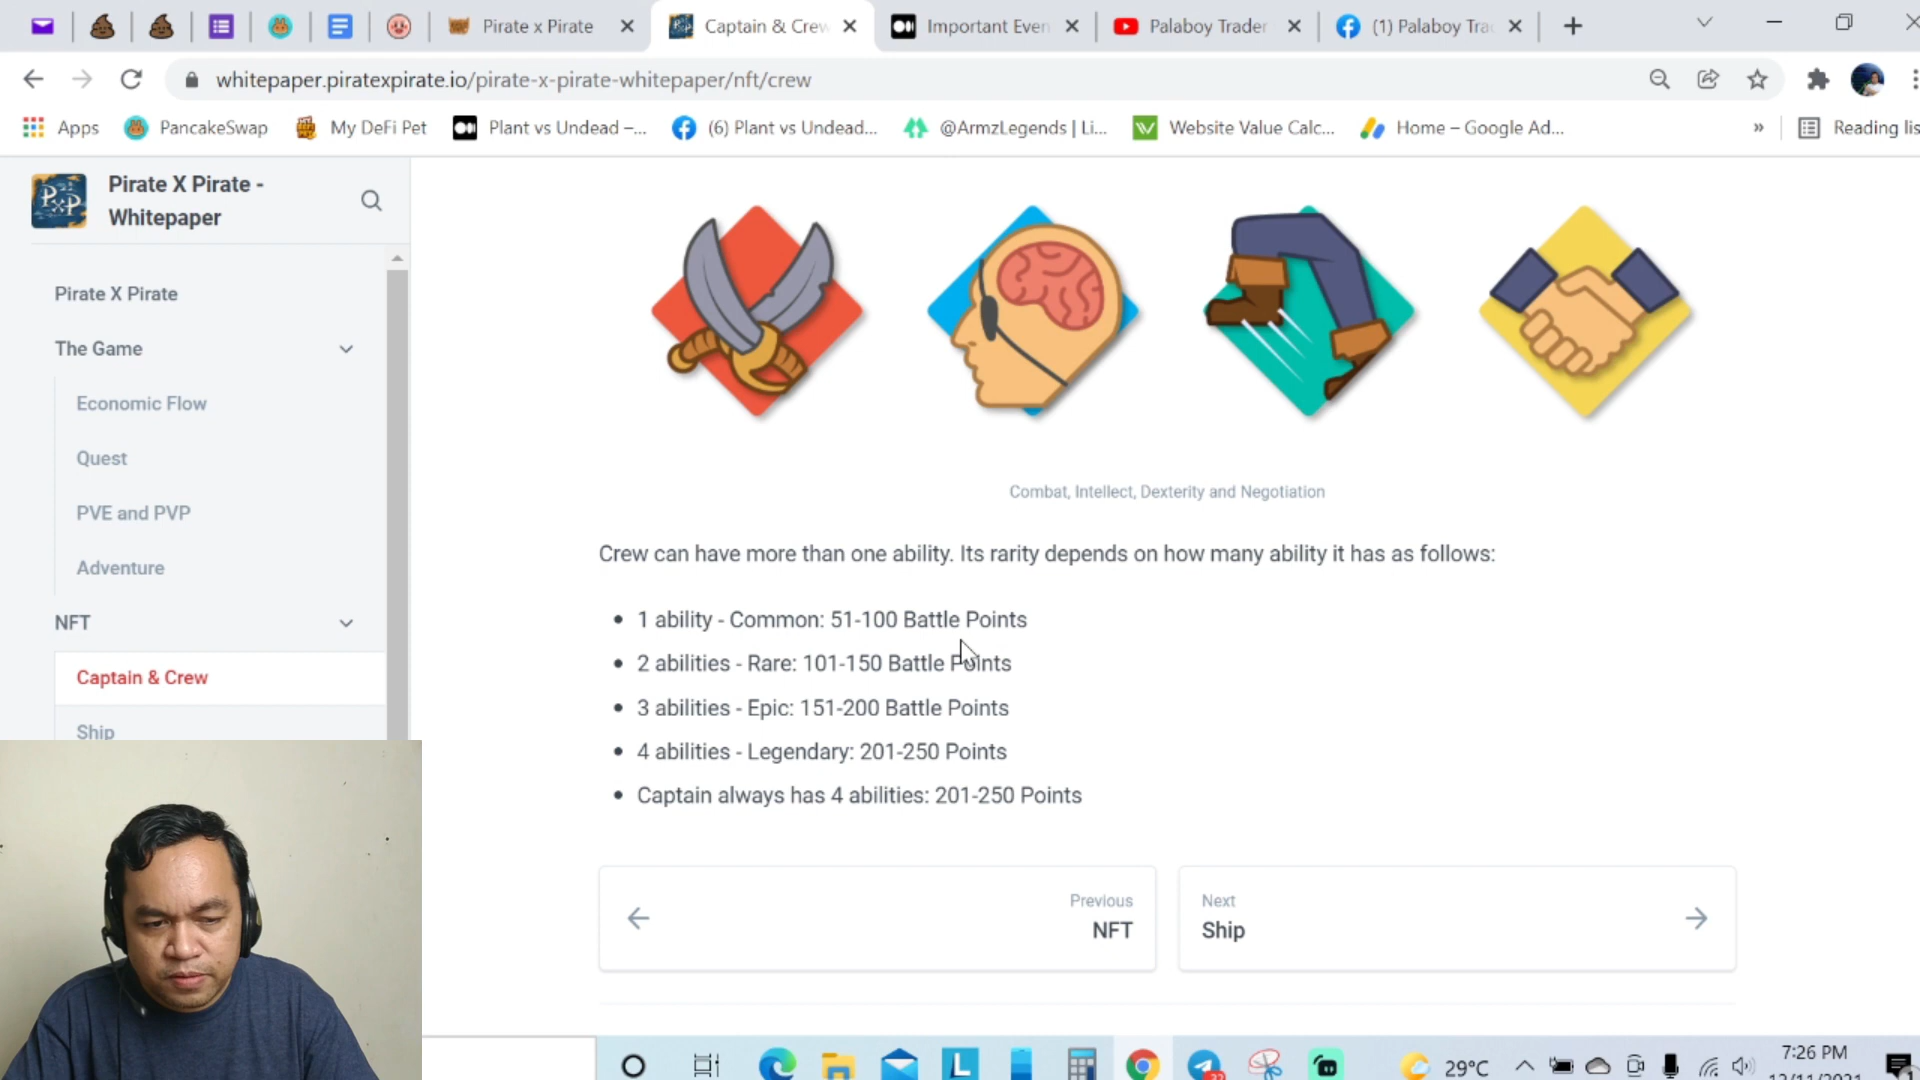 Pirate x Pirate
Captain & Crew
Important Even
Palaboy Trader
(1) Palaboy Tra
whitepaper.piratexpirate.io/pirate-x-pirate-whitepaper/nft/crew
Apps
PancakeSwap
My DeFi Pet
Plant vs Undead –...
(6) Plant vs Undead...
@ArmzLegends | Li...
Website Value Calc...
Home – Google Ad...
»
Reading lis
PXP
Pirate X Pirate -
Whitepaper
Pirate X Pirate
The Game
Economic Flow
Quest
PVE and PVP
Adventure
NFT
Captain & Crew
Ship
Combat, Intellect, Dexterity and Negotiation
Crew can have more than one ability. Its rarity depends on how many ability it has as follows:
• 1 ability - Common: 51-100 Battle Points
• 2 abilities - Rare: 101-150 Battle Points
• 3 abilities - Epic: 151-200 Battle Points
• 4 abilities - Legendary: 201-250 Points
• Captain always has 4 abilities: 201-250 Points
Previous
NFT
Next
Ship
L
29°C
7:26 PM
12/11/2021